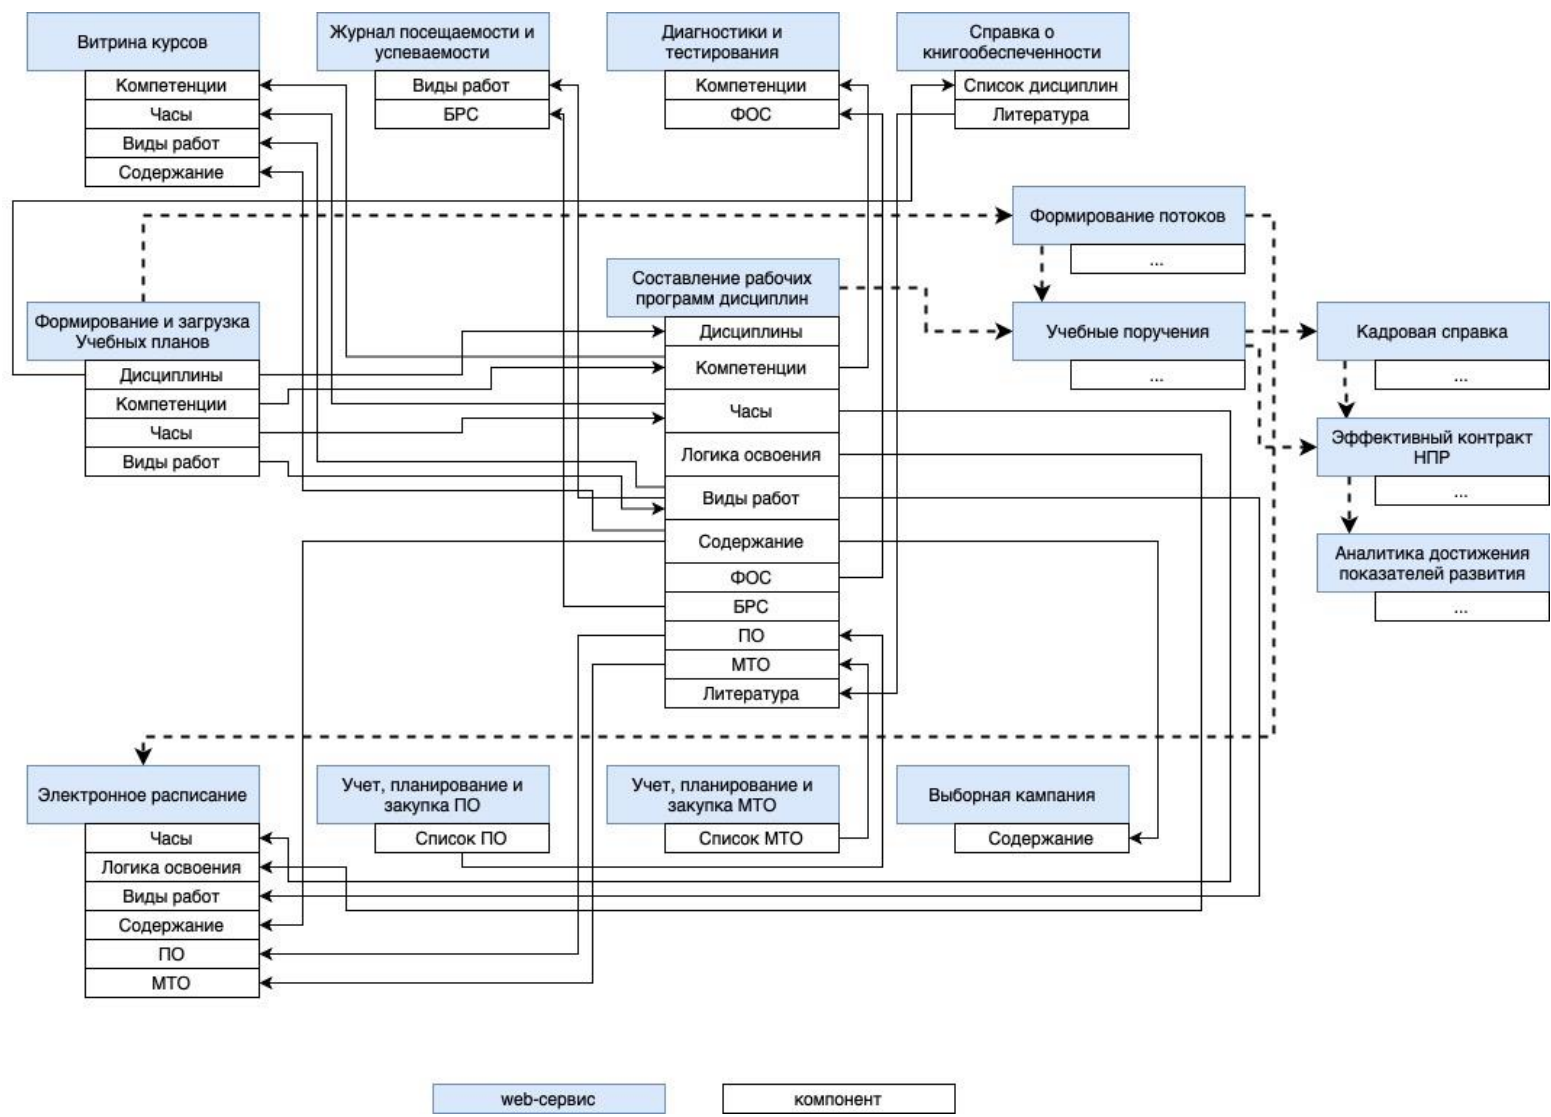 Витрина курсов
Компетенции
Часы
Виды работ
Содержание
Журнал посещаемости и
успеваемости
Виды работ
БРС
Диагностики и
тестирования
Компетенции
ФОС
Справка о
книгообеспеченности
Список дисциплин
Литература
Формирование потоков
...
Формирование и загрузка
Учебных планов
Дисциплины
Компетенции
Часы
Виды работ
Составление рабочих
программ дисциплин
Дисциплины
Компетенции
Часы
Логика освоения
Виды работ
Содержание
ФОС
БРС
ПО
МТО
Литература
Учебные поручения
...
Кадровая справка
...
Эффективный контракт
НПР
...
Аналитика достижения
показателей развития
...
Электронное расписание
Часы
Логика освоения
Виды работ
Содержание
ПО
МТО
Учет, планирование и
закупка ПО
Список ПО
Учет, планирование и
закупка МТО
Список МТО
Выборная кампания
Содержание
web-сервис
компонент